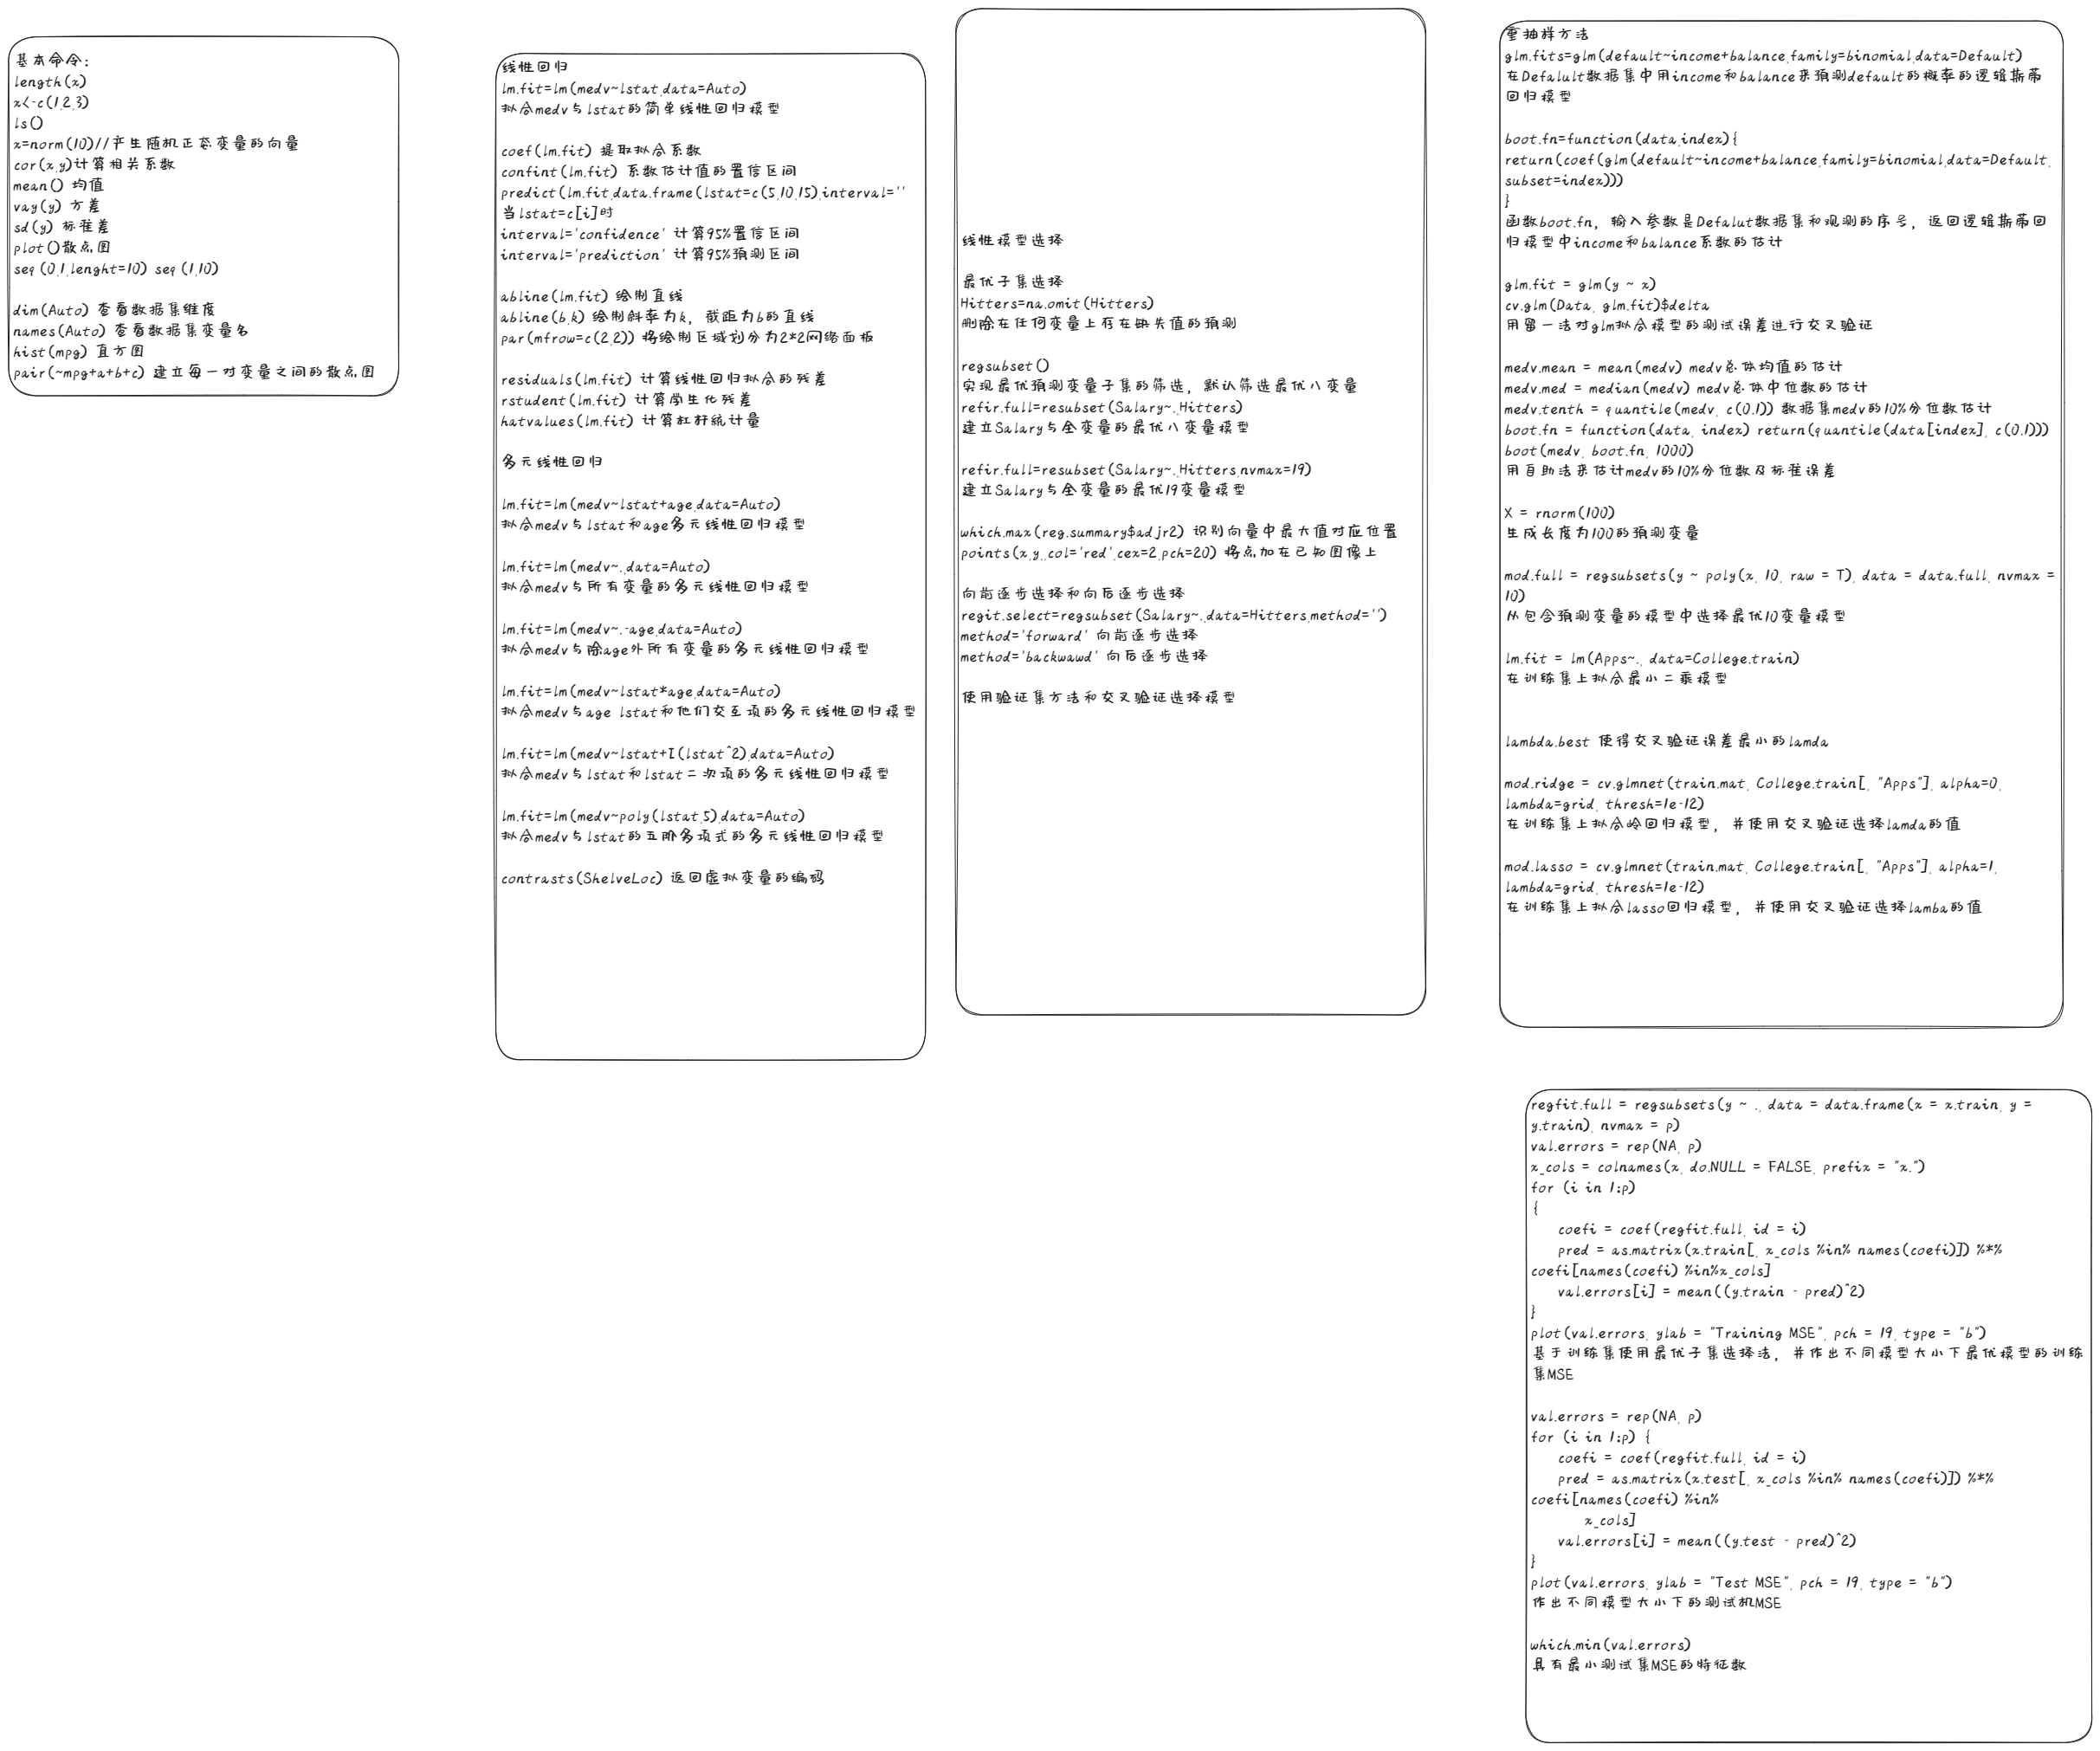 基本命令：
length(x)
x<-c(1,2,3)
ls()
x=norm(10)//产生随机正态变量的向量
cor(x,y)计算相关系数
mean() 均值
vay(y) 方差
sd(y) 标准差
plot()散点图
seq (0,1,lenght=10) seq (1,10)
dim(Auto) 查看数据集维度
names(Auto) 查看数据集变量名
hist(mpg) 直方图
pair(~mpg+a+b+c) 建立每一对变量之间的散点图
线性回归
lm.fit=lm(medv~lstat,data=Auto)
拟合medv与lstat的简单线性回归模型
coef(lm.fit) 提取拟合系数
confint(lm.fit) 系数估计值的置信区间
predict(lm.fit,data.frame(lstat=c(5,10,15),interval=''
当lstat=c[i]时
interval='confidence' 计算95%置信区间
interval='prediction' 计算95%预测区间
abline(lm.fit) 绘制直线
abline(b,k) 绘制斜率为k，截距为b的直线
par(mfrow=c(2,2)) 将绘制区域划分为2*2网络面板
residuals(lm.fit) 计算线性回归拟合的残差
rstudent(lm.fit) 计算学生化残差
hatvalues(lm.fit) 计算杠杆统计量
多元线性回归
lm.fit=lm(medv~lstat+age,data=Auto)
拟合medv与lstat和age多元线性回归模型
lm.fit=lm(medv~.,data=Auto)
拟合medv与所有变量的多元线性回归模型
lm.fit=lm(medv~.-age,data=Auto)
拟合medv与除age外所有变量的多元线性回归模型
lm.fit=lm(medv~lstat*age,data=Auto)
拟合medv与age lstat和他们交互项的多元线性回归模型
lm.fit=lm(medv~lstat+I(lstat^2),data=Auto)
拟合medv与lstat和lstat二次项的多元线性回归模型
lm.fit=lm(medv~poly(lstat,5),data=Auto)
拟合medv与lstat的五阶多项式的多元线性回归模型
contrasts(ShelveLoc) 返回虚拟变量的编码
线性模型选择
最优子集选择
Hitters=na.omit(Hitters)
删除在任何变量上存在缺失值的预测
regsubset()
实现最优预测变量子集的筛选，默认筛选最优八变量
refir.full=resubset(Salary~.,Hitters)
建立Salary与全变量的最优八变量模型
refir.full=resubset(Salary~.,Hitters,nvmax=19)
建立Salary与全变量的最优19变量模型
which.max(reg.summary$adjr2) 识别向量中最大值对应位置
points(x,y,,col='red',cex=2,pch=20) 将点加在已知图像上
向前逐步选择和向后逐步选择
regit.select=regsubset(Salary~.,data=Hitters,method='')
method='forward' 向前逐步选择
method='backwawd' 向后逐步选择
使用验证集方法和交叉验证选择模型
重抽样方法
glm.fits=glm(default~income+balance,family=binomial,data=Default)
在Defalult数据集中用income和balance来预测default的概率的逻辑斯蒂
回归模型
boot.fn=function(data,index){
return(coef(glm(default~income+balance,family=binomial,data=Default,
subset=index)))
}
函数boot.fn，输入参数是Defalut数据集和观测的序号，返回逻辑斯蒂回
归模型中income和balance系数的估计
glm.fit = glm(y ~ x)
cv.glm(Data, glm.fit)$delta
用留一法对glm拟合模型的测试误差进行交叉验证
medv.mean = mean(medv) medv总体均值的估计
medv.med = median(medv) medv总体中位数的估计
medv.tenth = quantile(medv, c(0.1)) 数据集medv的10%分位数估计
boot.fn = function(data, index) return(quantile(data[index], c(0.1)))
boot(medv, boot.fn, 1000)
用自助法来估计medv的10%分位数及标准误差
X = rnorm(100)
生成长度为100的预测变量
mod.full = regsubsets(y ~ poly(x, 10, raw = T), data = data.full, nvmax =
10)
从包含预测变量的模型中选择最优10变量模型
lm.fit = lm(Apps~., data=College.train)
在训练集上拟合最小二乘模型
lambda.best 使得交叉验证误差最小的lamda
mod.ridge = cv.glmnet(train.mat, College.train[, "Apps"], alpha=0,
lambda=grid, thresh=1e-12)
在训练集上拟合岭回归模型，并使用交叉验证选择lamda的值
mod.lasso = cv.glmnet(train.mat, College.train[, "Apps"], alpha=1,
lambda=grid, thresh=1e-12)
在训练集上拟合lasso回归模型，并使用交叉验证选择lamba的值
regfit.full = regsubsets(y ~ ., data = data.frame(x = x.train, y =
y.train), nvmax = p)
val.errors = rep(NA, p)
x_cols = colnames(x, do.NULL = FALSE, prefix = "x.")
for (i in 1:p)
{
coefi = coef(regfit.full, id = i)
pred = as.matrix(x.train[, x_cols %in% names(coefi)]) %*%
coefi[names(coefi) %in%x_cols]
val.errors[i] = mean((y.train - pred)^2)
}
plot(val.errors, ylab = "Training MSE", pch = 19, type = "b")
基于训练集使用最优子集选择法，并作出不同模型大小下最优模型的训练
集MSE
val.errors = rep(NA, p)
for (i in 1:p) {
coefi = coef(regfit.full, id = i)
pred = as.matrix(x.test[, x_cols %in% names(coefi)]) %*%
coefi[names(coefi) %in%
x_cols]
val.errors[i] = mean((y.test - pred)^2)
}
plot(val.errors, ylab = "Test MSE", pch = 19, type = "b")
作出不同模型大小下的测试机MSE
which.min(val.errors)
具有最小测试集MSE的特征数